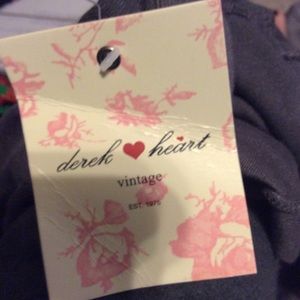 derek ♥ heart
vintage
EST. 1975